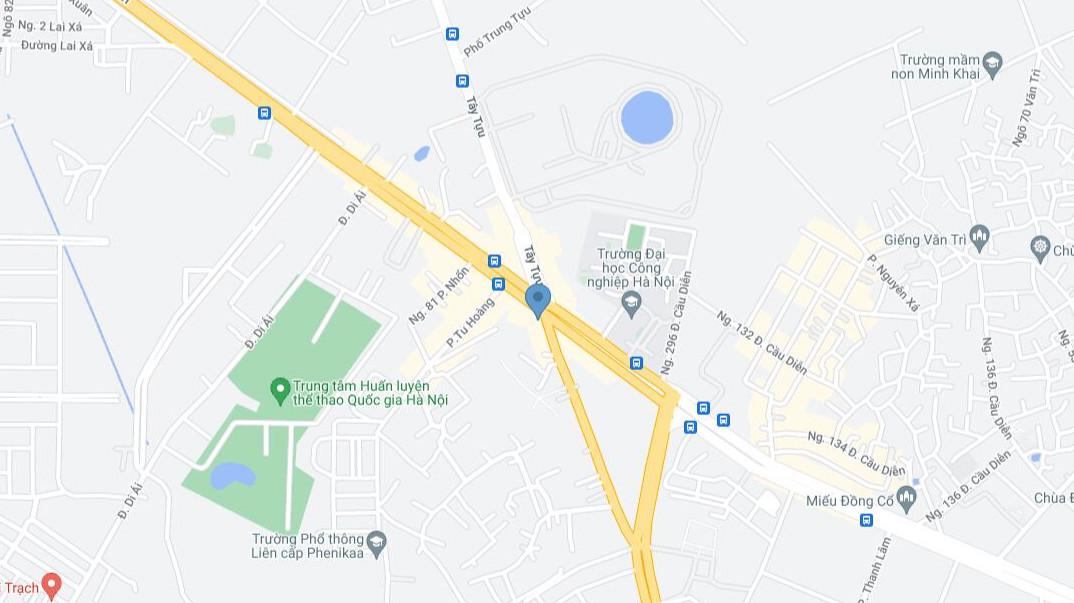 Ngõ 82
Xuân
Ng. 2 Lai Xá
Đường Lai Xá
Phố Trung Tựu
Tây Tựu
Trường mầm
non Minh Khai
Ngõ 70 Văn Trì
Đ. Di Ái
Tây Tựu
Trường Đại
học Công
nghiệp Hà Nội
Giếng Văn Trì
Chù
P. Nguyên Xá
Ng. 81 P. Nhổn
P.Tu Hoàng
Ng. 296 Đ. Cầu Diễn
Ng. 132 Đ. Cầu Diễn
Đ. Di Ái
Ng. 136 Đ. Cầu Diễn
Trung tâm Huấn luyện
thể thao Quốc gia Hà Nội
Ng. 134 Đ. Cầu Diễn
Ng. 136 Đ. Cầu Diễn
Đ. Di Ái
Miếu Đồng Cổ
Chùa Đ
Trường Phổ thông
Liên cấp Phenikaa
P. Thanh Lâm
i Trạch